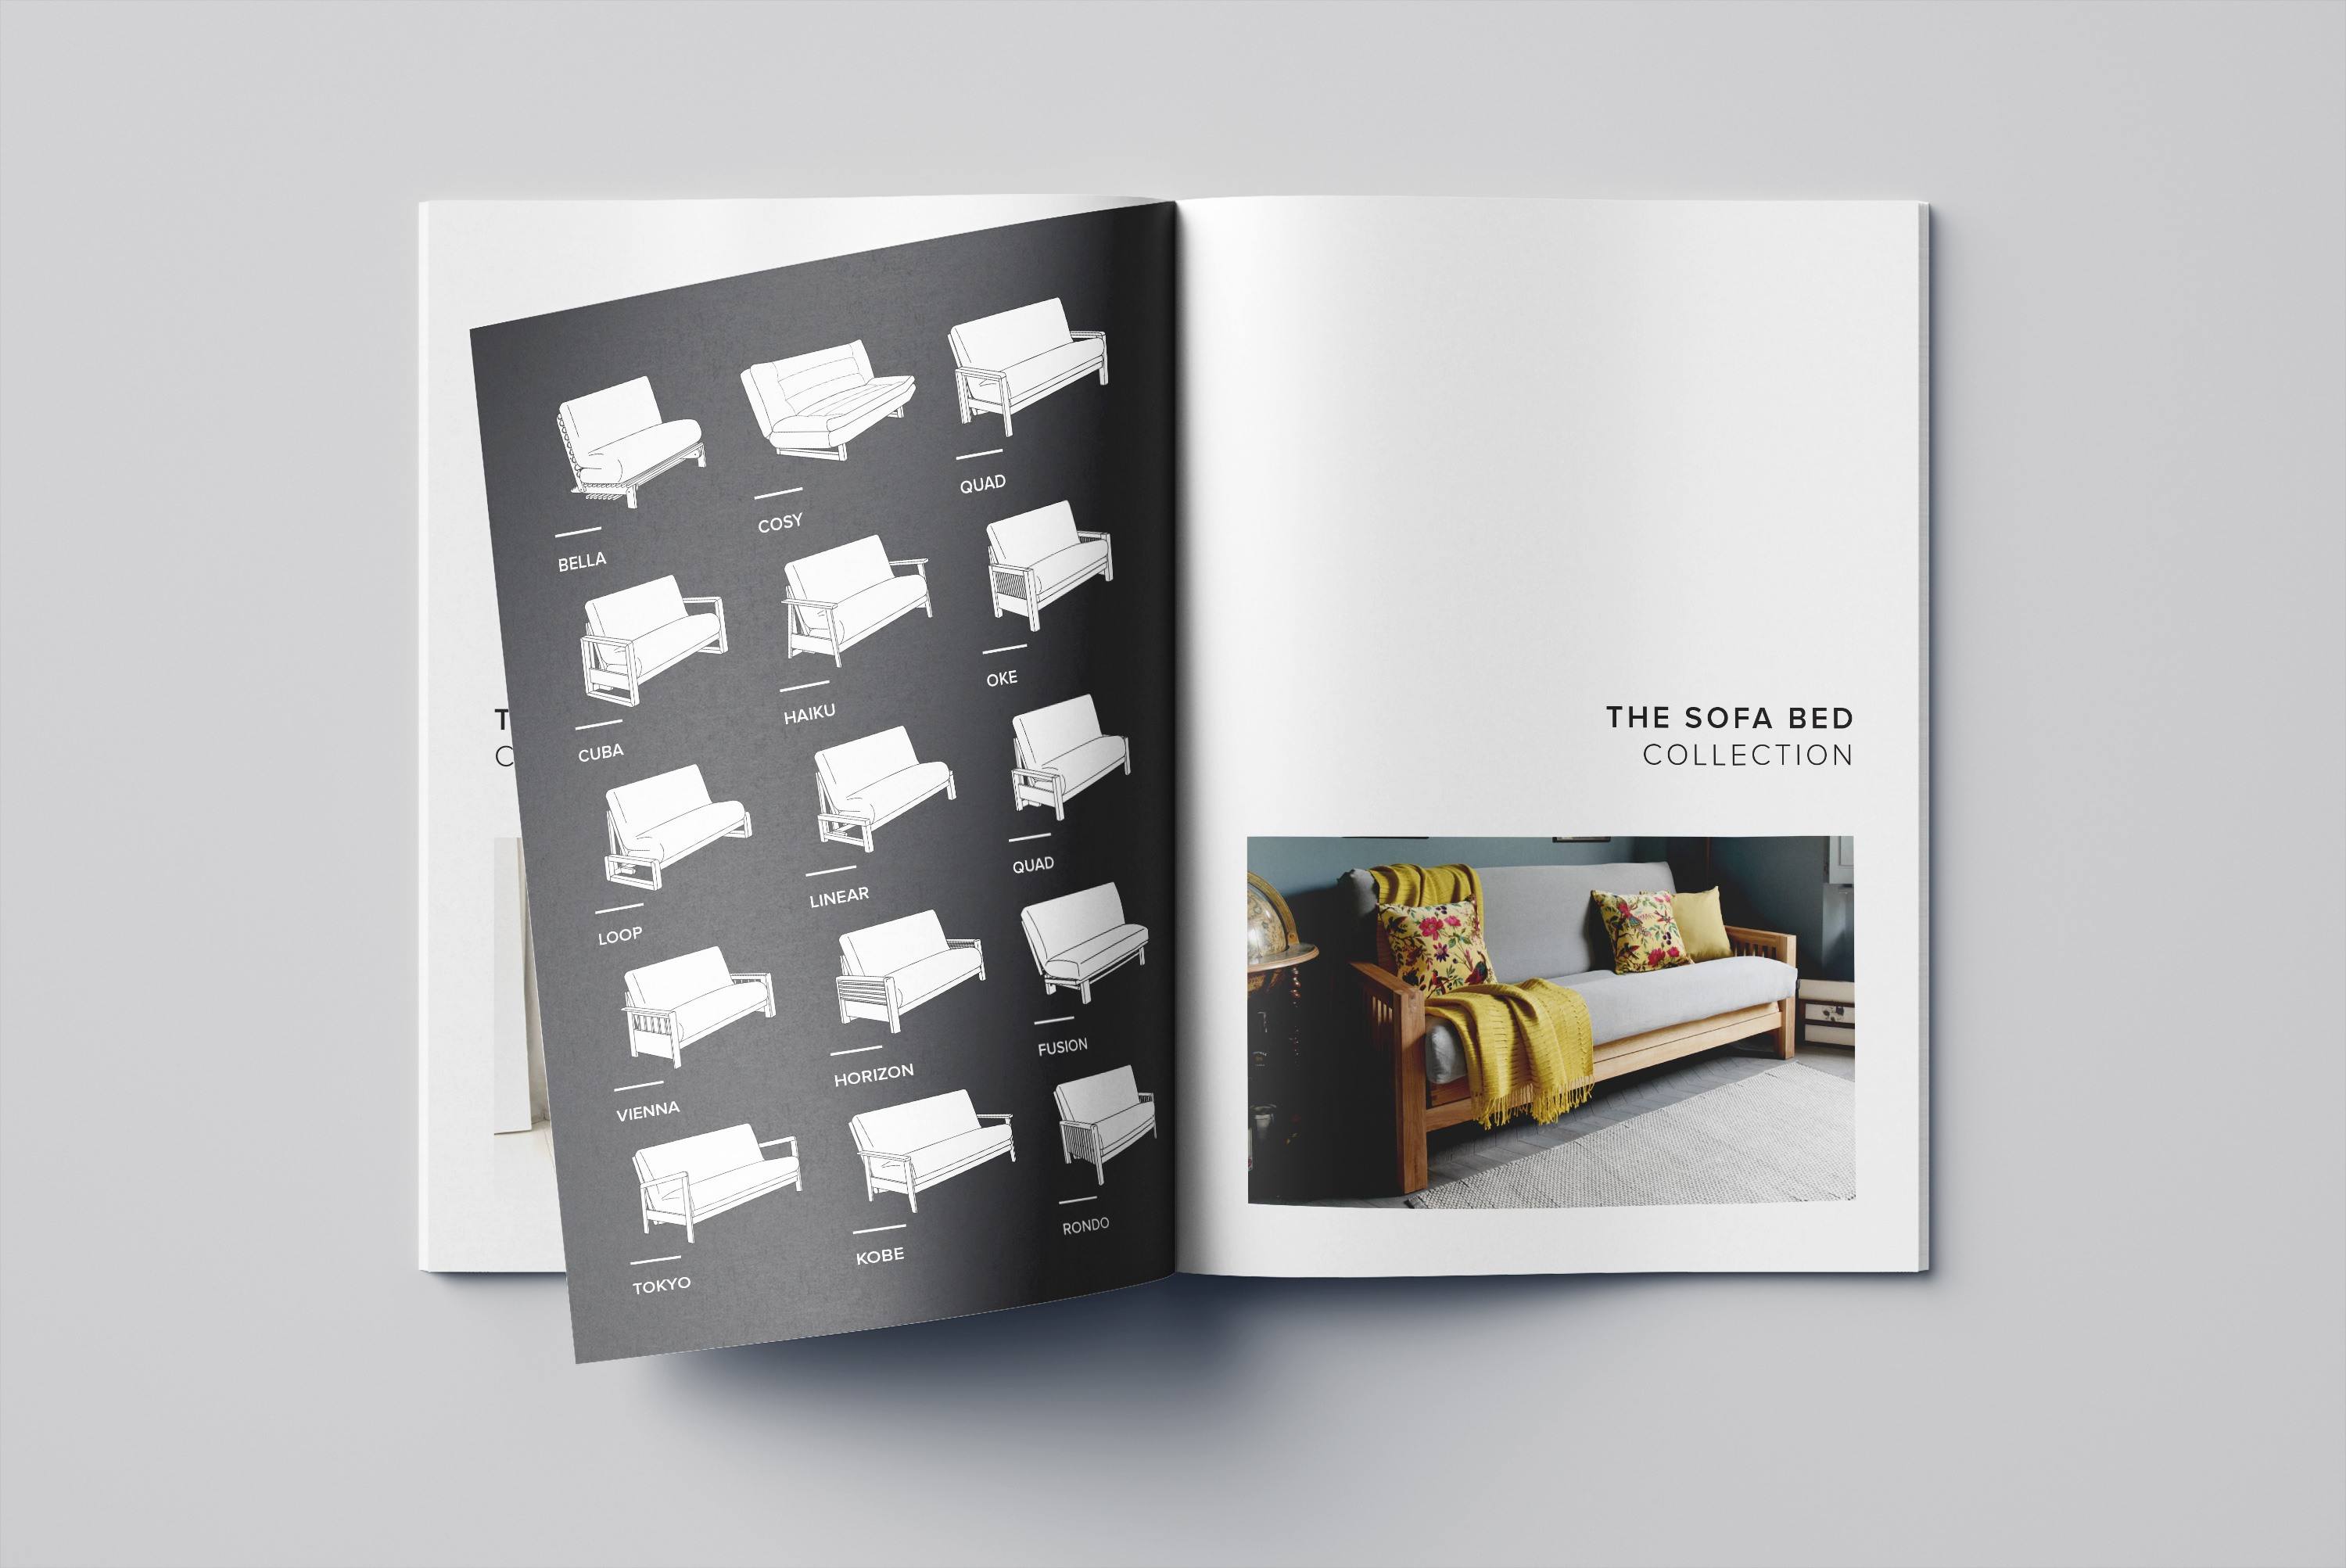 BELLA
COSY
QUAD
CUBA
HAIKU
OKE
LOOP
LINEAR
QUAD
VIENNA
HORIZON
FUSION
TOKYO
KOBE
RONDO
T
C
THE SOFA BED
COLLECTION